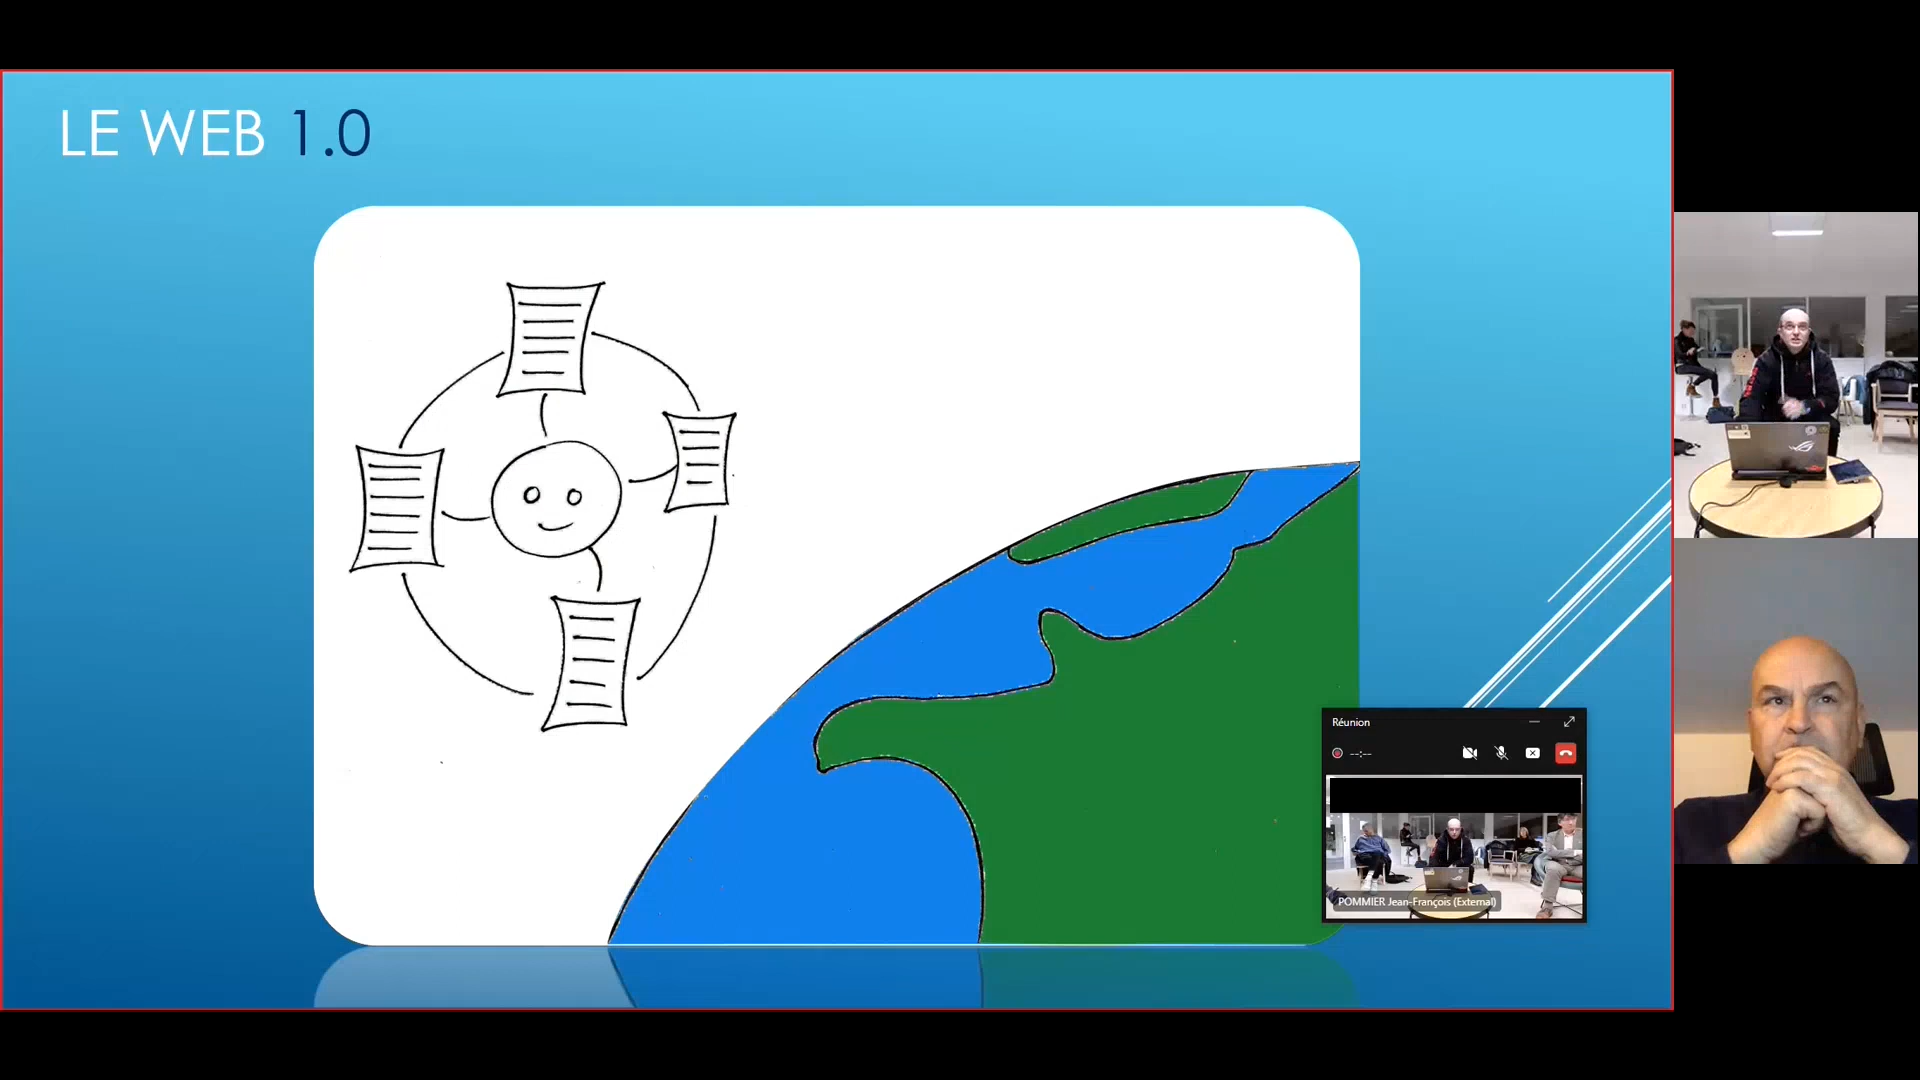 LE WEB 1.0
Réunion
--:--
POMMIER Jean-François (External)